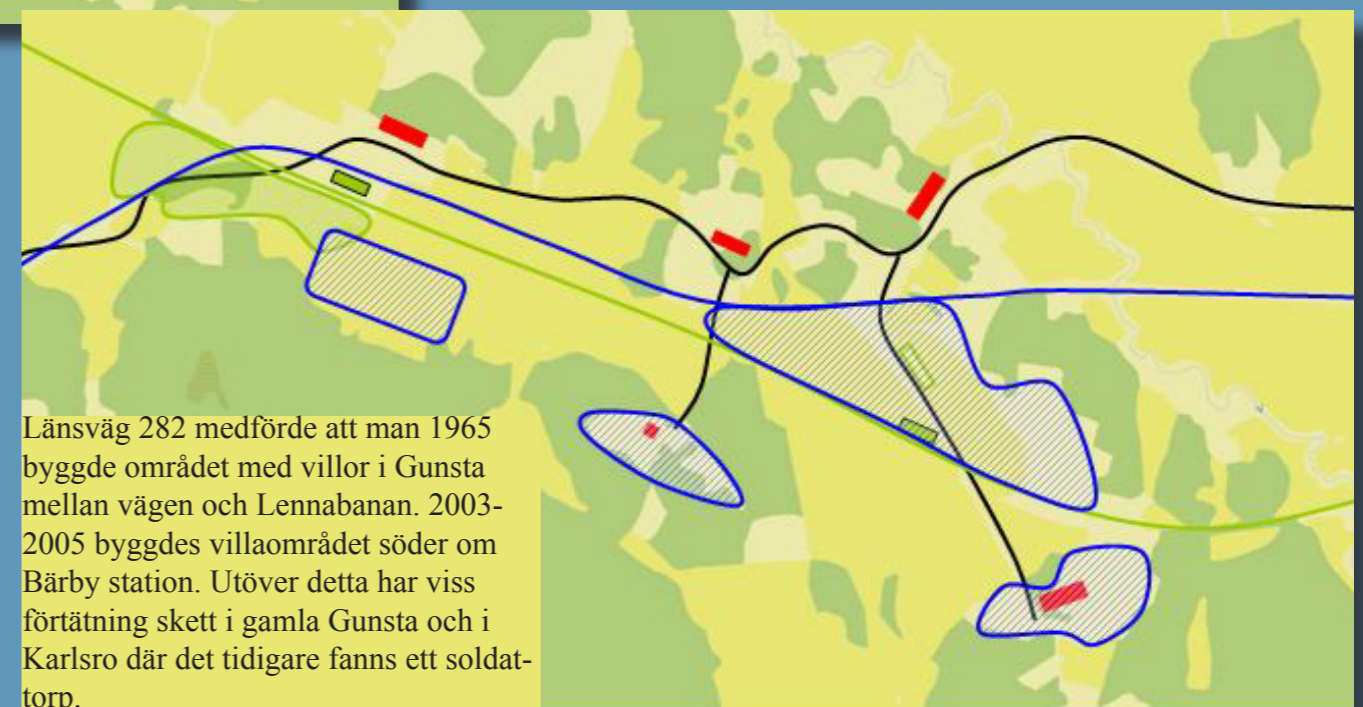 Länsväg 282 medförde att man 1965
byggde området med villor i Gunsta
mellan vägen och Lennabanan. 2003-
2005 byggdes villaområdet söder om
Bärby station. Utöver detta har viss
förtätning skett i gamla Gunsta och i
Karlsro där det tidigare fanns ett soldat-
torp.